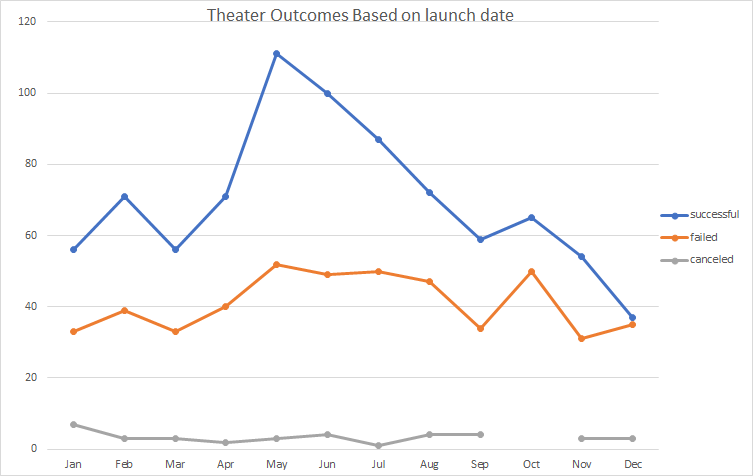 Theater Outcomes Based on launch date
120
100
80
60
40
20
0
Jan Feb Mar Apr May Jun Jul Aug Sep Oct Nov Dec
successful
failed
canceled